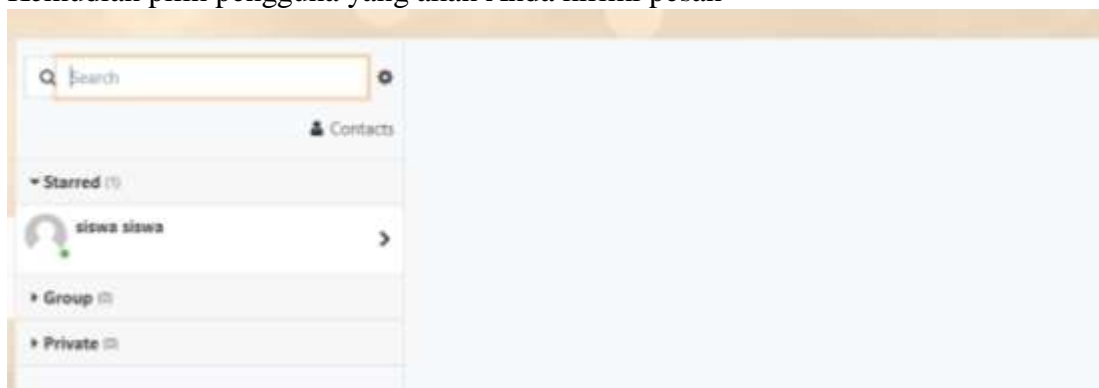 Kemudian pilih pengguna yang akan Anda kirimi pesan
Search
Contacts
Starred (1)
siswa siswa
Group (0)
Private (0)